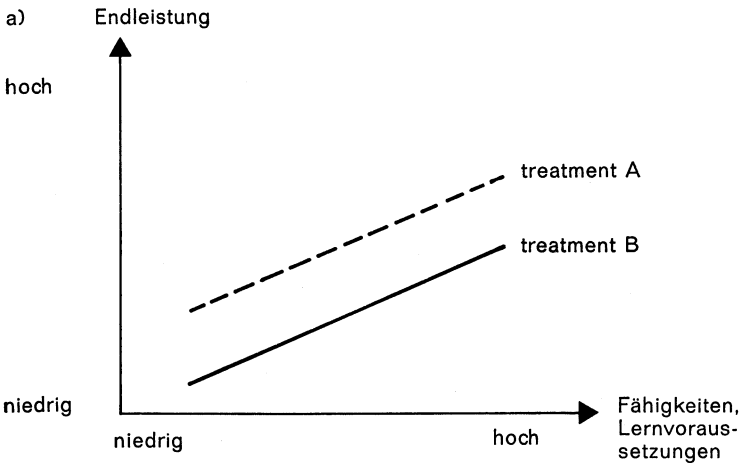 a)
Endleistung
hoch
treatment A
treatment B
niedrig
niedrig
hoch
Fähigkeiten,
Lernvoraus-
setzungen